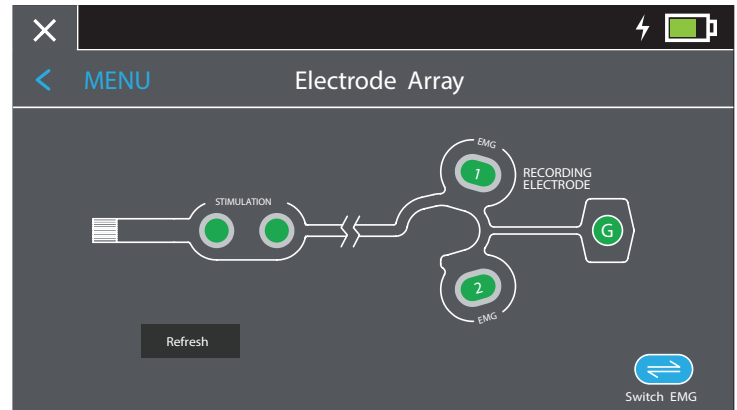 MENU
Electrode Array
EMG
1
RECORDING
ELECTRODE
STIMULATION
G
2
EMG
Refresh
Switch EMG